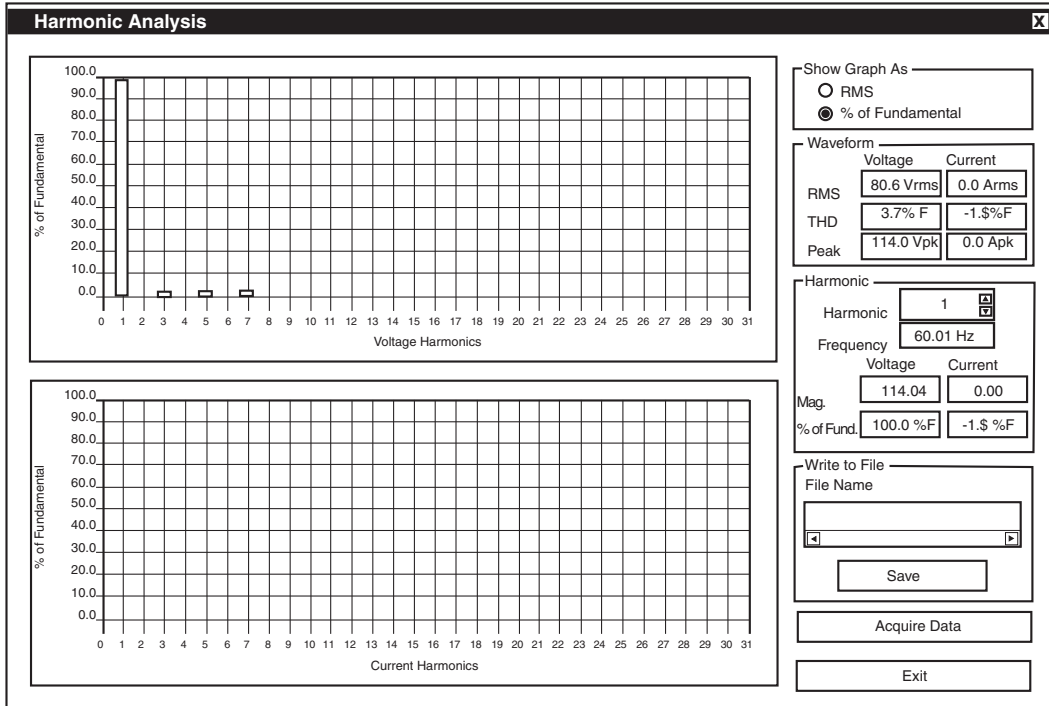 Harmonic Analysis X
100.0
90.0
80.0
70.0
60.0
50.0
40.0
30.0
20.0
10.0
0.0
% of Fundamental
0 1 2 3 4 5 6 7 8 9 10 11 12 13 14 15 16 17 18 19 20 21 22 23 24 25 26 27 28 29 30 31
Voltage Harmonics
100.0
90.0
80.0
70.0
60.0
50.0
40.0
30.0
20.0
10.0
0.0
% of Fundamental
0 1 2 3 4 5 6 7 8 9 10 11 12 13 14 15 16 17 18 19 20 21 22 23 24 25 26 27 28 29 30 31
Current Harmonics
Show Graph As
RMS
% of Fundamental
Waveform
Voltage Current
RMS 80.6 Vrms 0.0 Arms
THD 3.7% F -1.$%F
Peak 114.0 Vpk 0.0 Apk
Harmonic
Harmonic 1
Frequency 60.01 Hz
Voltage Current
Mag. 114.04 0.00
% of Fund. 100.0 %F -1.$ %F
Write to File
File Name
Save
Acquire Data
Exit